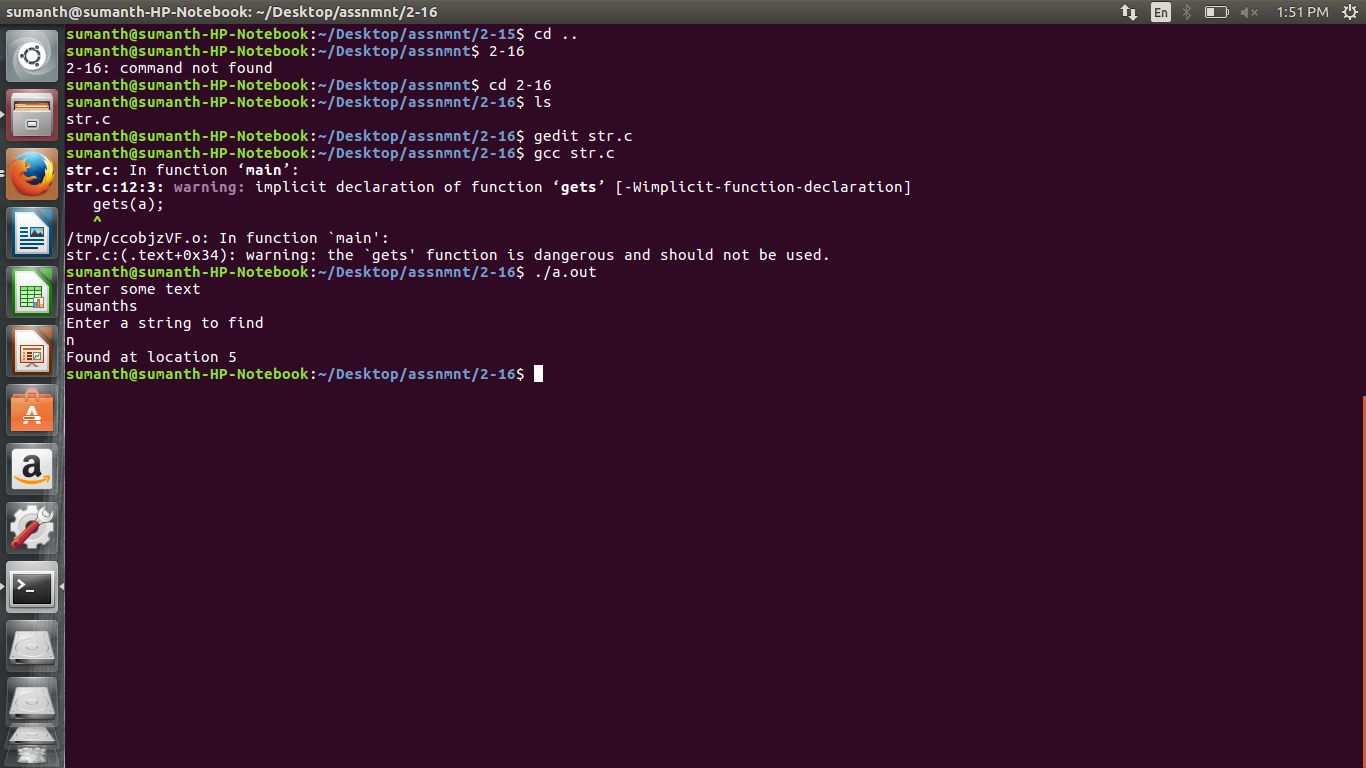 sumanth@sumanth-HP-Notebook: ~/Desktop/assnmnt/2-16
En
1:51 PM
sumanth@sumanth-HP-Notebook:~/Desktop/assnmnt/2-15$ cd ..
sumanth@sumanth-HP-Notebook:~/Desktop/assnmnt$ 2-16
2-16: command not found
sumanth@sumanth-HP-Notebook:~/Desktop/assnmnt$ cd 2-16
sumanth@sumanth-HP-Notebook:~/Desktop/assnmnt/2-16$ ls
str.c
sumanth@sumanth-HP-Notebook:~/Desktop/assnmnt/2-16$ gedit str.c
sumanth@sumanth-HP-Notebook:~/Desktop/assnmnt/2-16$ gcc str.c
str.c: In function ‘main’:
str.c:12:3: warning: implicit declaration of function ‘gets’ [-Wimplicit-function-declaration]
   gets(a);
   ^
/tmp/ccobjzVF.o: In function `main':
str.c:(.text+0x34): warning: the `gets' function is dangerous and should not be used.
sumanth@sumanth-HP-Notebook:~/Desktop/assnmnt/2-16$ ./a.out
Enter some text
sumanths
Enter a string to find
n
Found at location 5
sumanth@sumanth-HP-Notebook:~/Desktop/assnmnt/2-16$